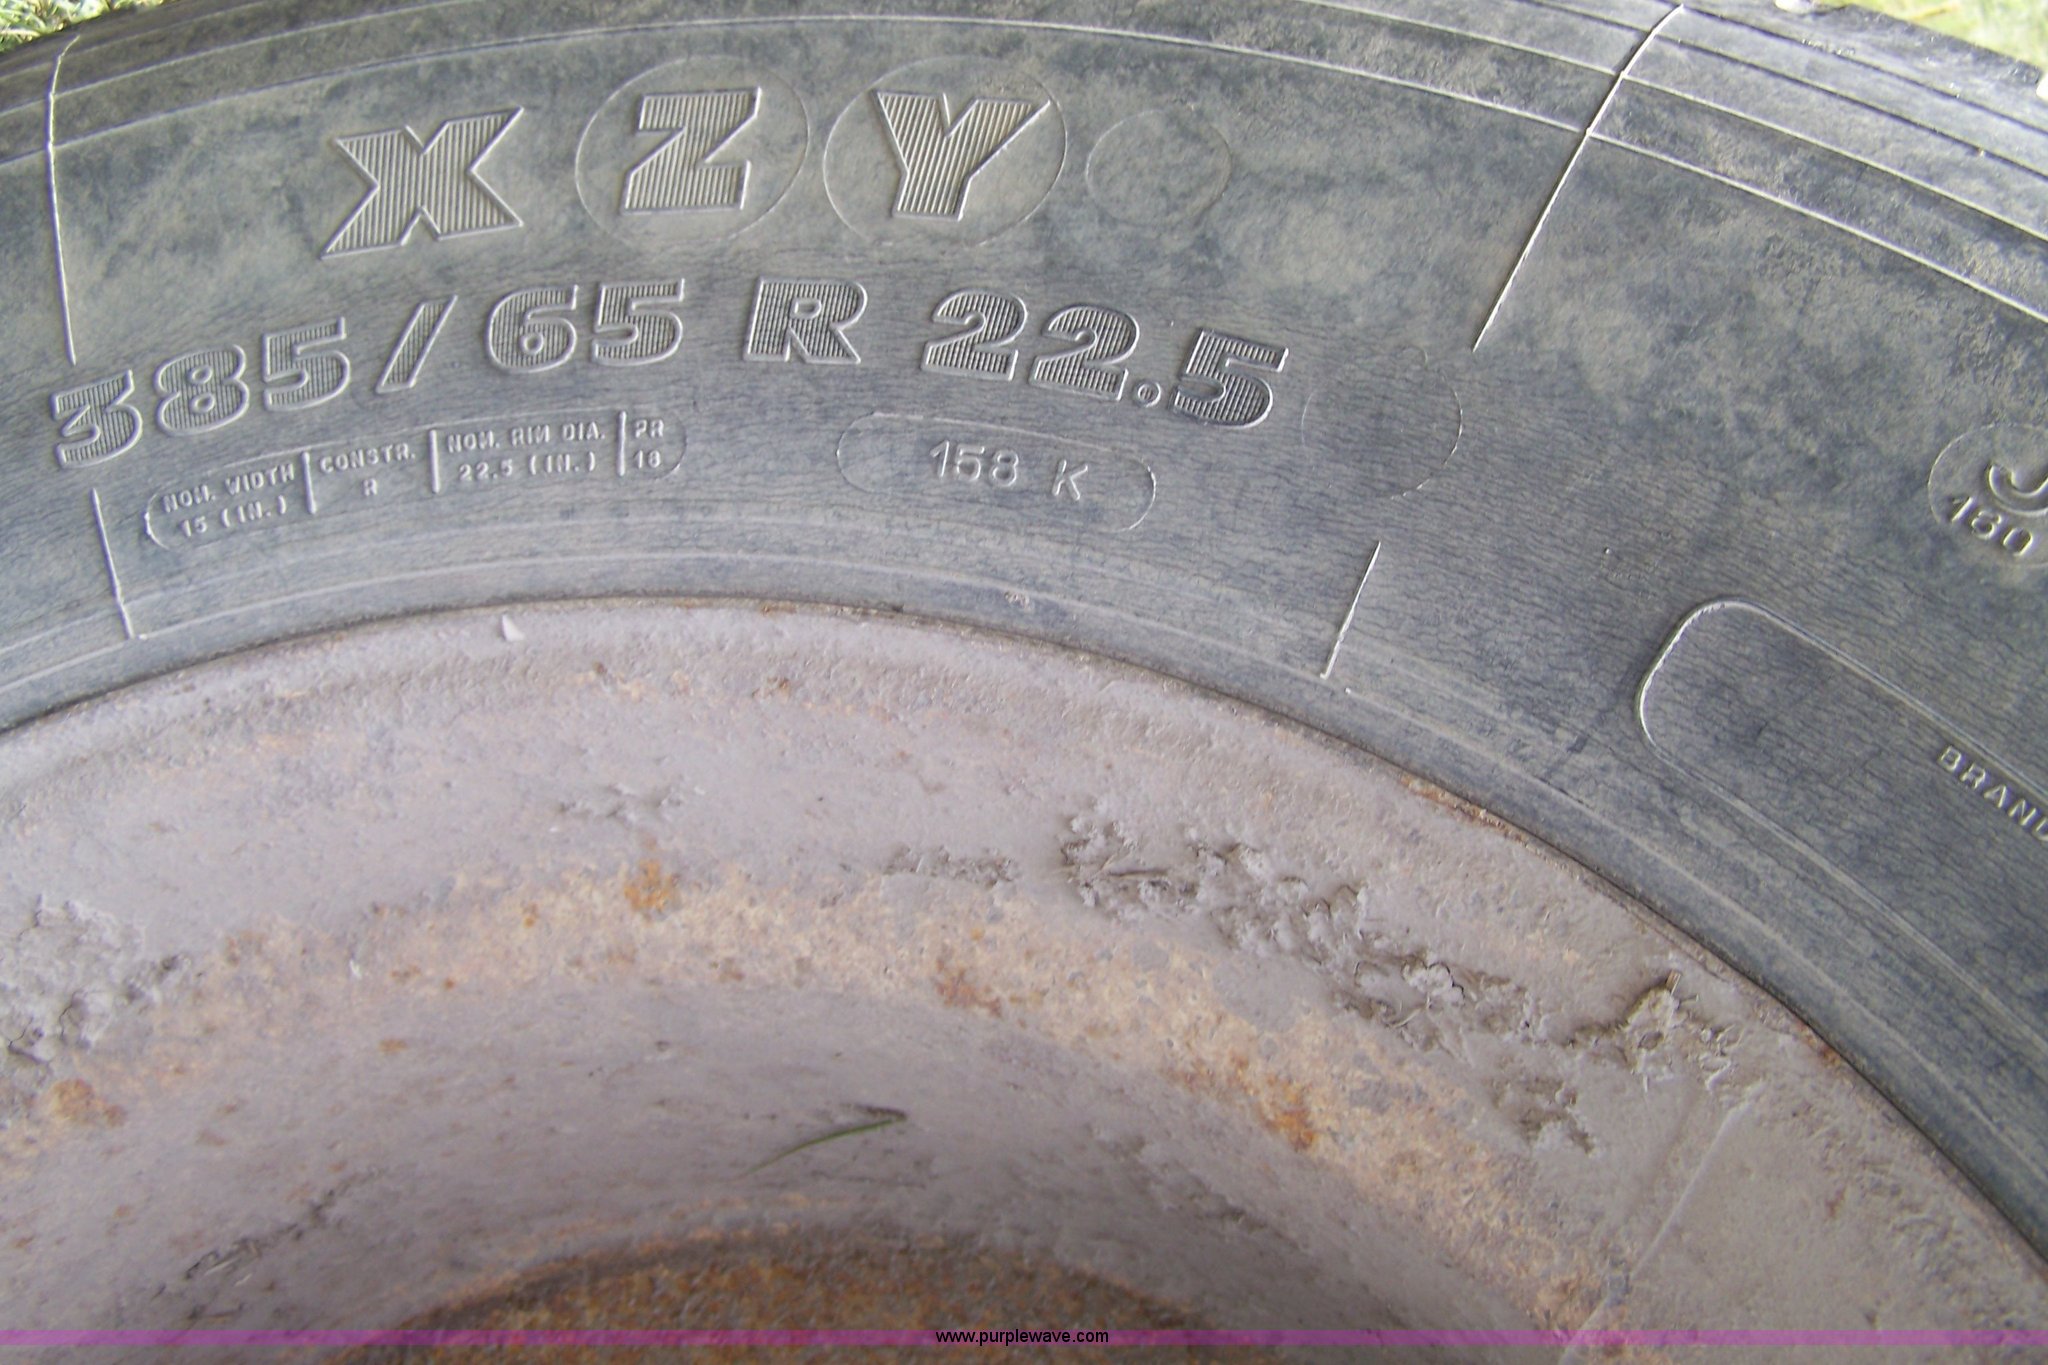 X Z Y
385/65 R 22.5
NOM. WIDTH 15 (IN.)
CONSTR. R
NOM. RIM DIA. 22.5 (IN.)
PR 18
158 K
J
160
BRAND
www.purplewave.com